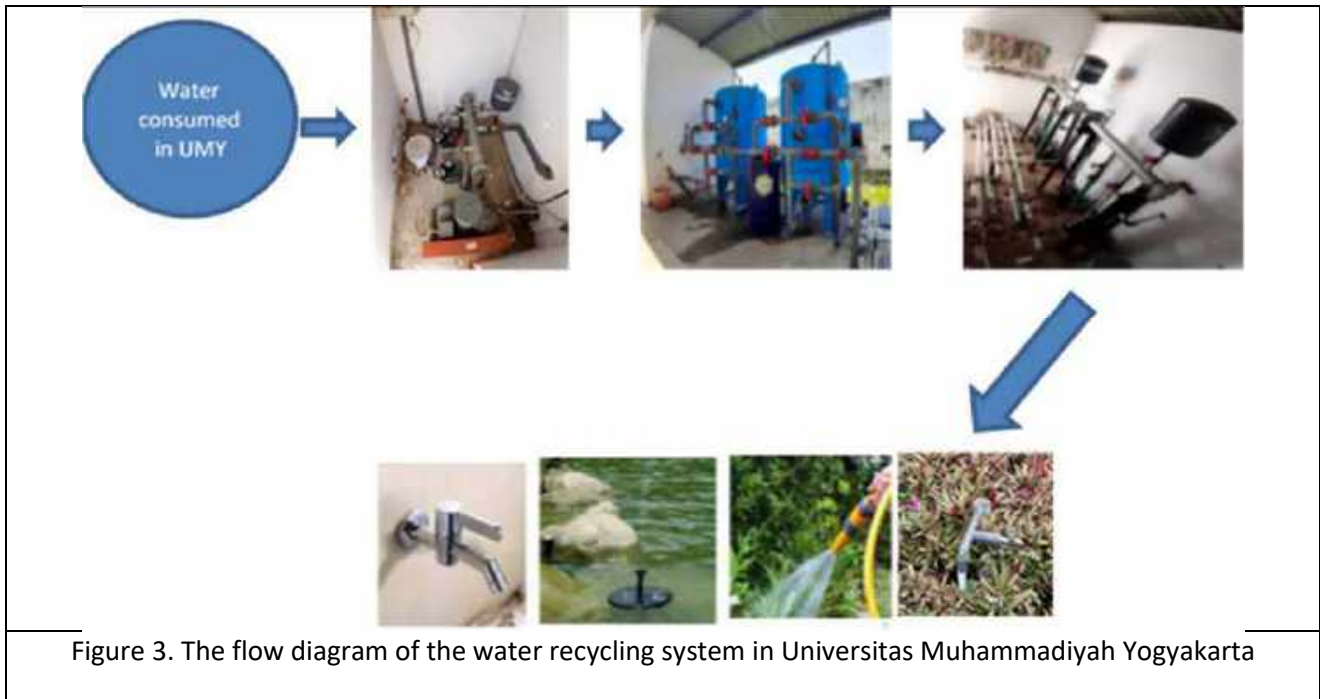 Water
consumed
in UMY
Figure 3. The flow diagram of the water recycling system in Universitas Muhammadiyah Yogyakarta